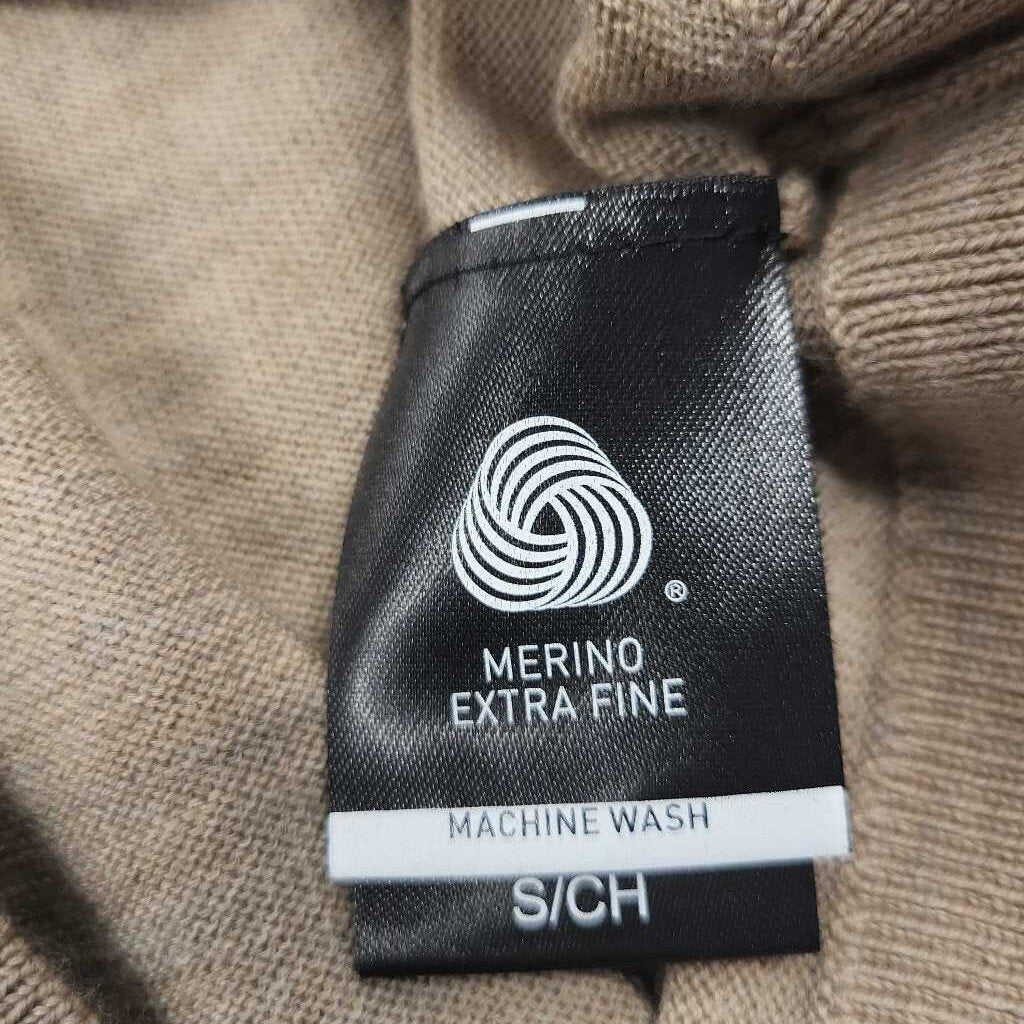 ®
MERINO
EXTRA FINE
MACHINE WASH
S/CH